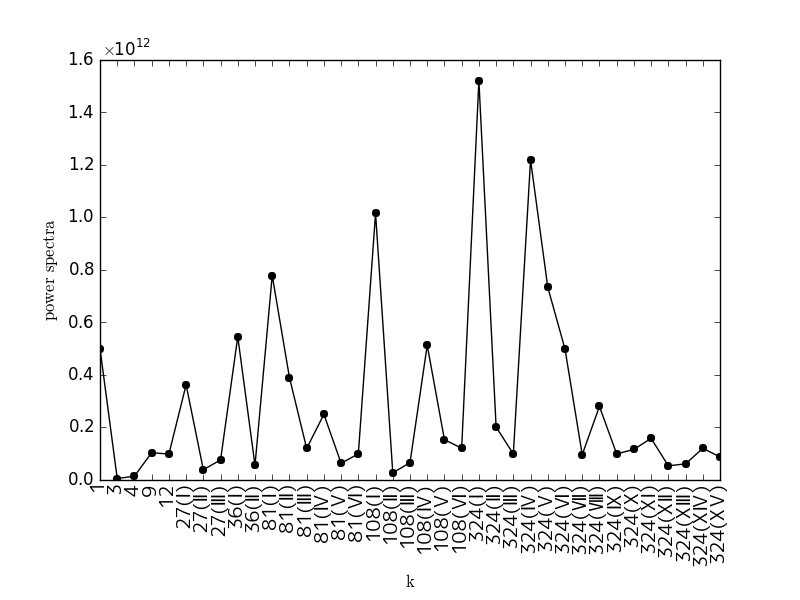 ×10¹²
1.6
1.4
1.2
1.0
0.8
0.6
0.4
0.2
0.0
power spectra
1
3
4
9
12
27(I)
27(II)
27(III)
36(I)
36(II)
81(I)
81(II)
81(III)
81(IV)
81(V)
81(VI)
108(I)
108(II)
108(III)
108(IV)
108(V)
108(VI)
324(I)
324(II)
324(III)
324(IV)
324(V)
324(VI)
324(VII)
324(VIII)
324(IX)
324(X)
324(XI)
324(XII)
324(XIII)
324(XIV)
324(XV)
k